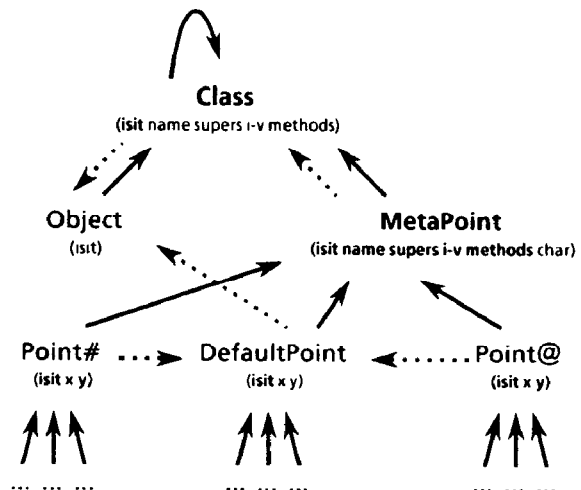 Class
(isit name supers i-v methods)
Object
(isit)
MetaPoint
(isit name supers i-v methods char)
Point#
DefaultPoint
Point@
(isit x y)
(isit x y)
(isit x y)